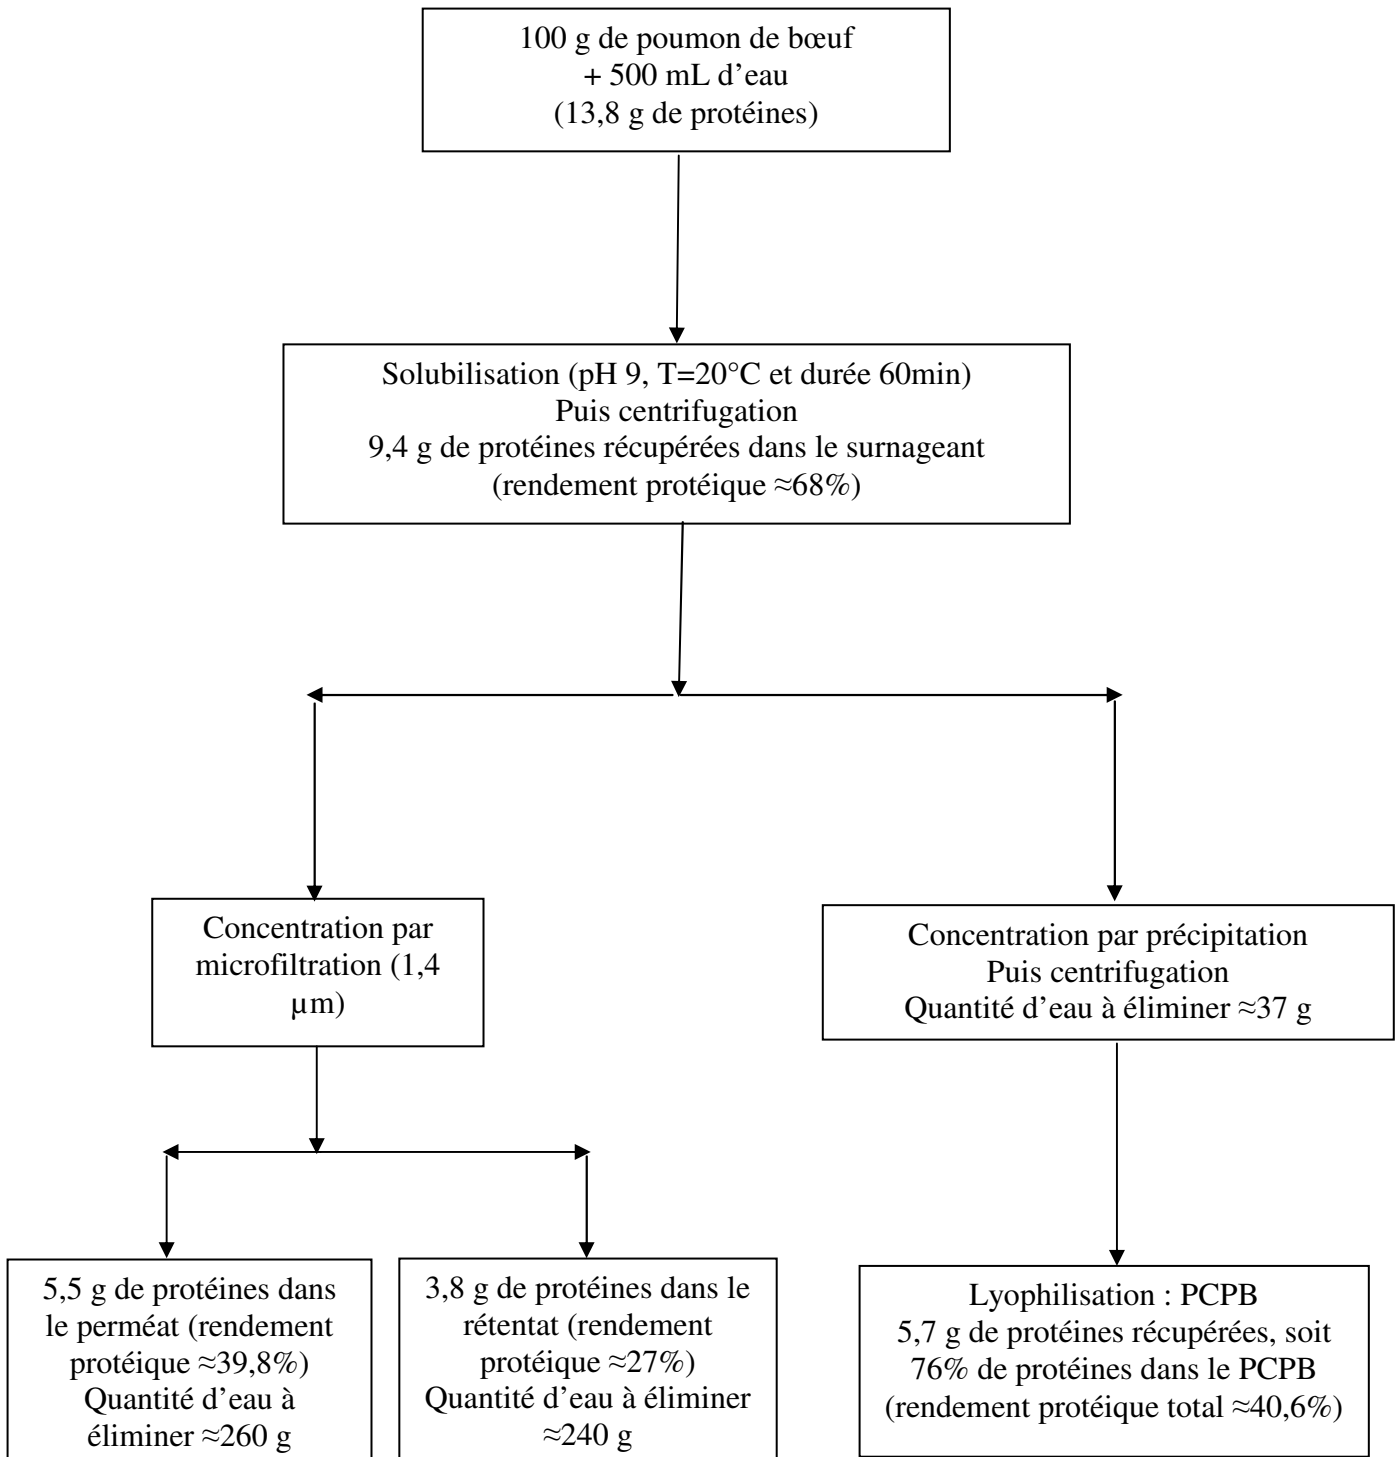 100 g de poumon de bœuf
+ 500 mL d’eau
(13,8 g de protéines)
Solubilisation (pH 9, T=20°C et durée 60min)
Puis centrifugation
9,4 g de protéines récupérées dans le surnageant
(rendement protéique ≈68%)
Concentration par
microfiltration (1,4
µm)
Concentration par précipitation
Puis centrifugation
Quantité d’eau à éliminer ≈37 g
5,5 g de protéines dans
le perméat (rendement
protéique ≈39,8%)
Quantité d’eau à
éliminer ≈260 g
3,8 g de protéines dans le
rétentat (rendement
protéique ≈27%)
Quantité d’eau à éliminer
≈240 g
Lyophilisation : PCPB
5,7 g de protéines récupérées, soit
76% de protéines dans le PCPB
(rendement protéique total ≈40,6%)